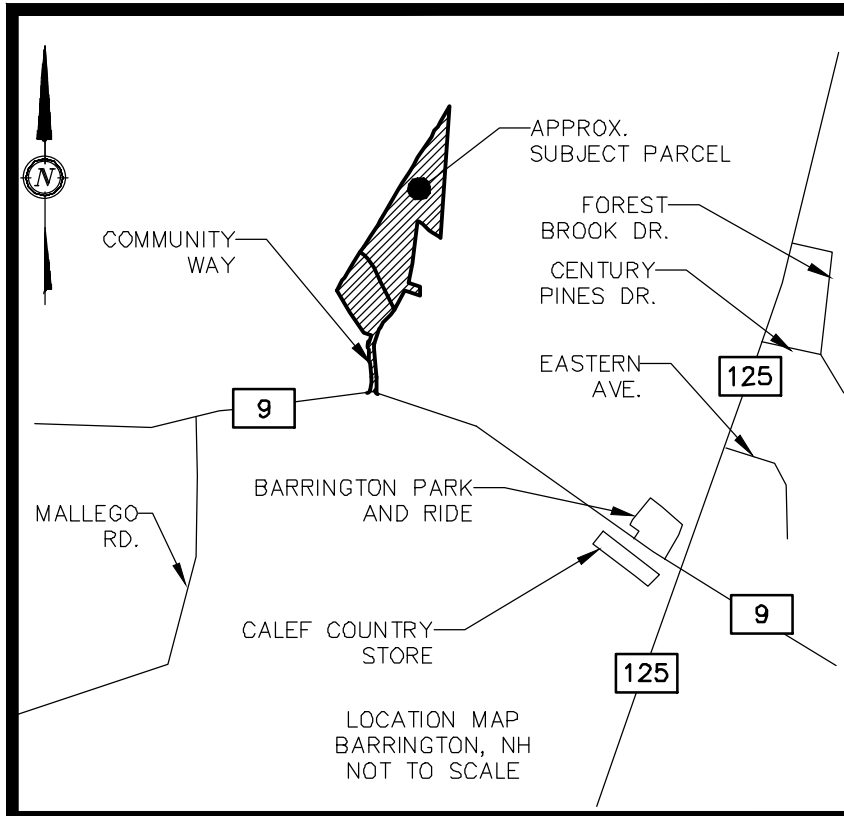 N
APPROX.
SUBJECT PARCEL
FOREST
BROOK DR.
COMMUNITY
WAY
CENTURY
PINES DR.
EASTERN
AVE.
125
9
BARRINGTON PARK
AND RIDE
MALLEGO
RD.
CALEF COUNTRY
STORE
9
125
LOCATION MAP
BARRINGTON, NH
NOT TO SCALE